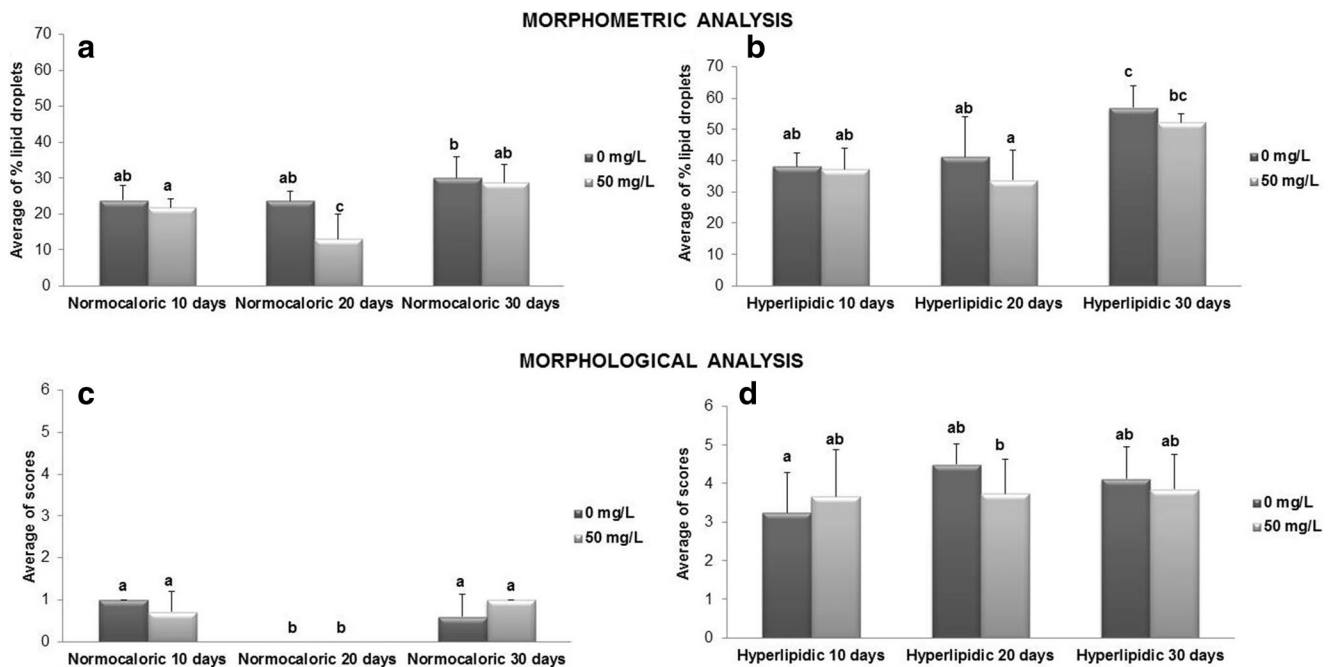 MORPHOMETRIC ANALYSIS
a
Average of % lipid droplets
70
60
50
40
30
20
10
0
ab
a
ab
c
b
ab
Normocaloric 10 days
Normocaloric 20 days
Normocaloric 30 days
0 mg/L
50 mg/L
b
Average of % lipid droplets
70
60
50
40
30
20
10
0
ab
ab
ab
a
c
bc
Hyperlipidic 10 days
Hyperlipidic 20 days
Hyperlipidic 30 days
0 mg/L
50 mg/L
MORPHOLOGICAL ANALYSIS
c
Average of scores
6
5
4
3
2
1
0
a
a
b
b
a
a
Normocaloric 10 days
Normocaloric 20 days
Normocaloric 30 days
0 mg/L
50 mg/L
d
Average of scores
6
5
4
3
2
1
0
a
ab
ab
b
ab
ab
Hyperlipidic 10 days
Hyperlipidic 20 days
Hyperlipidic 30 days
0 mg/L
50 mg/L